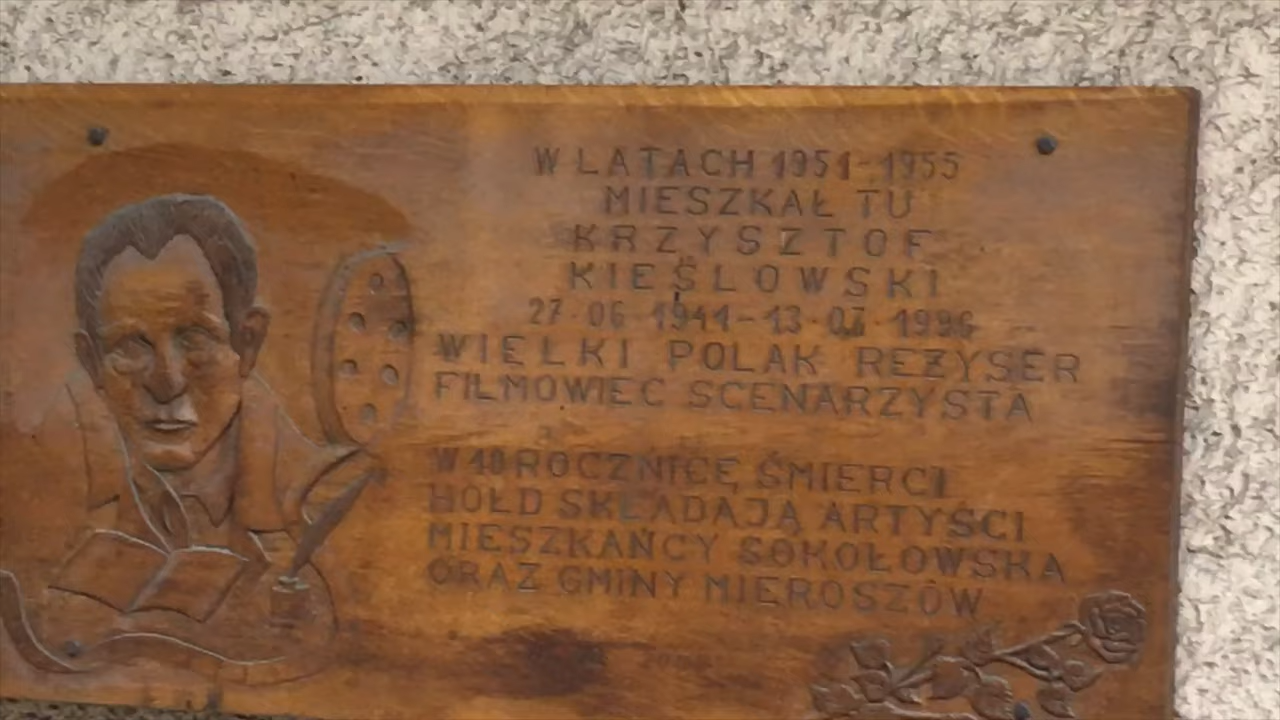 W LATACH 1951-1955
MIESZKAŁ TU
KRZYSZTOF
KIEŚLOWSKI
27·06·1941-13·03·1996
WIELKI POLAK REŻYSER
FILMOWIEC SCENARZYSTA
W 10 ROCZNICĘ ŚMIERCI
HOŁD SKŁADAJĄ ARTYŚCI
MIESZKAŃCY SOKOŁOWSKA
ORAZ GMINY MIEROSZÓW